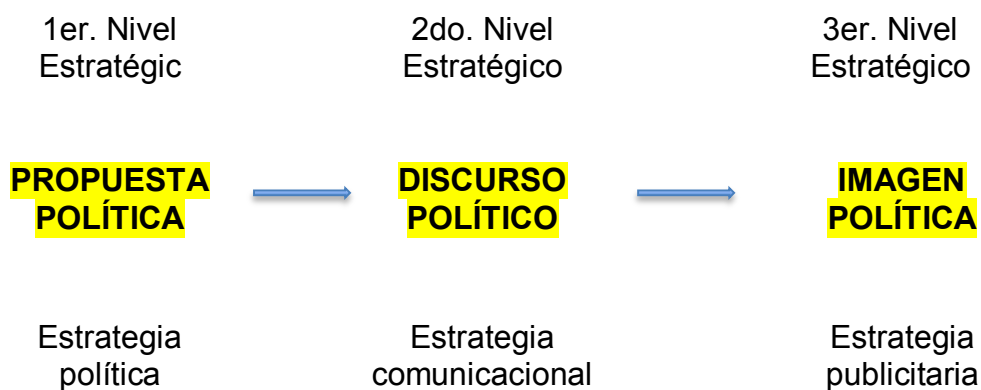 1er. Nivel
Estratégic
2do. Nivel
Estratégico
3er. Nivel
Estratégico
PROPUESTA
POLÍTICA
DISCURSO
POLÍTICO
IMAGEN
POLÍTICA
Estrategia
política
Estrategia
comunicacional
Estrategia
publicitaria